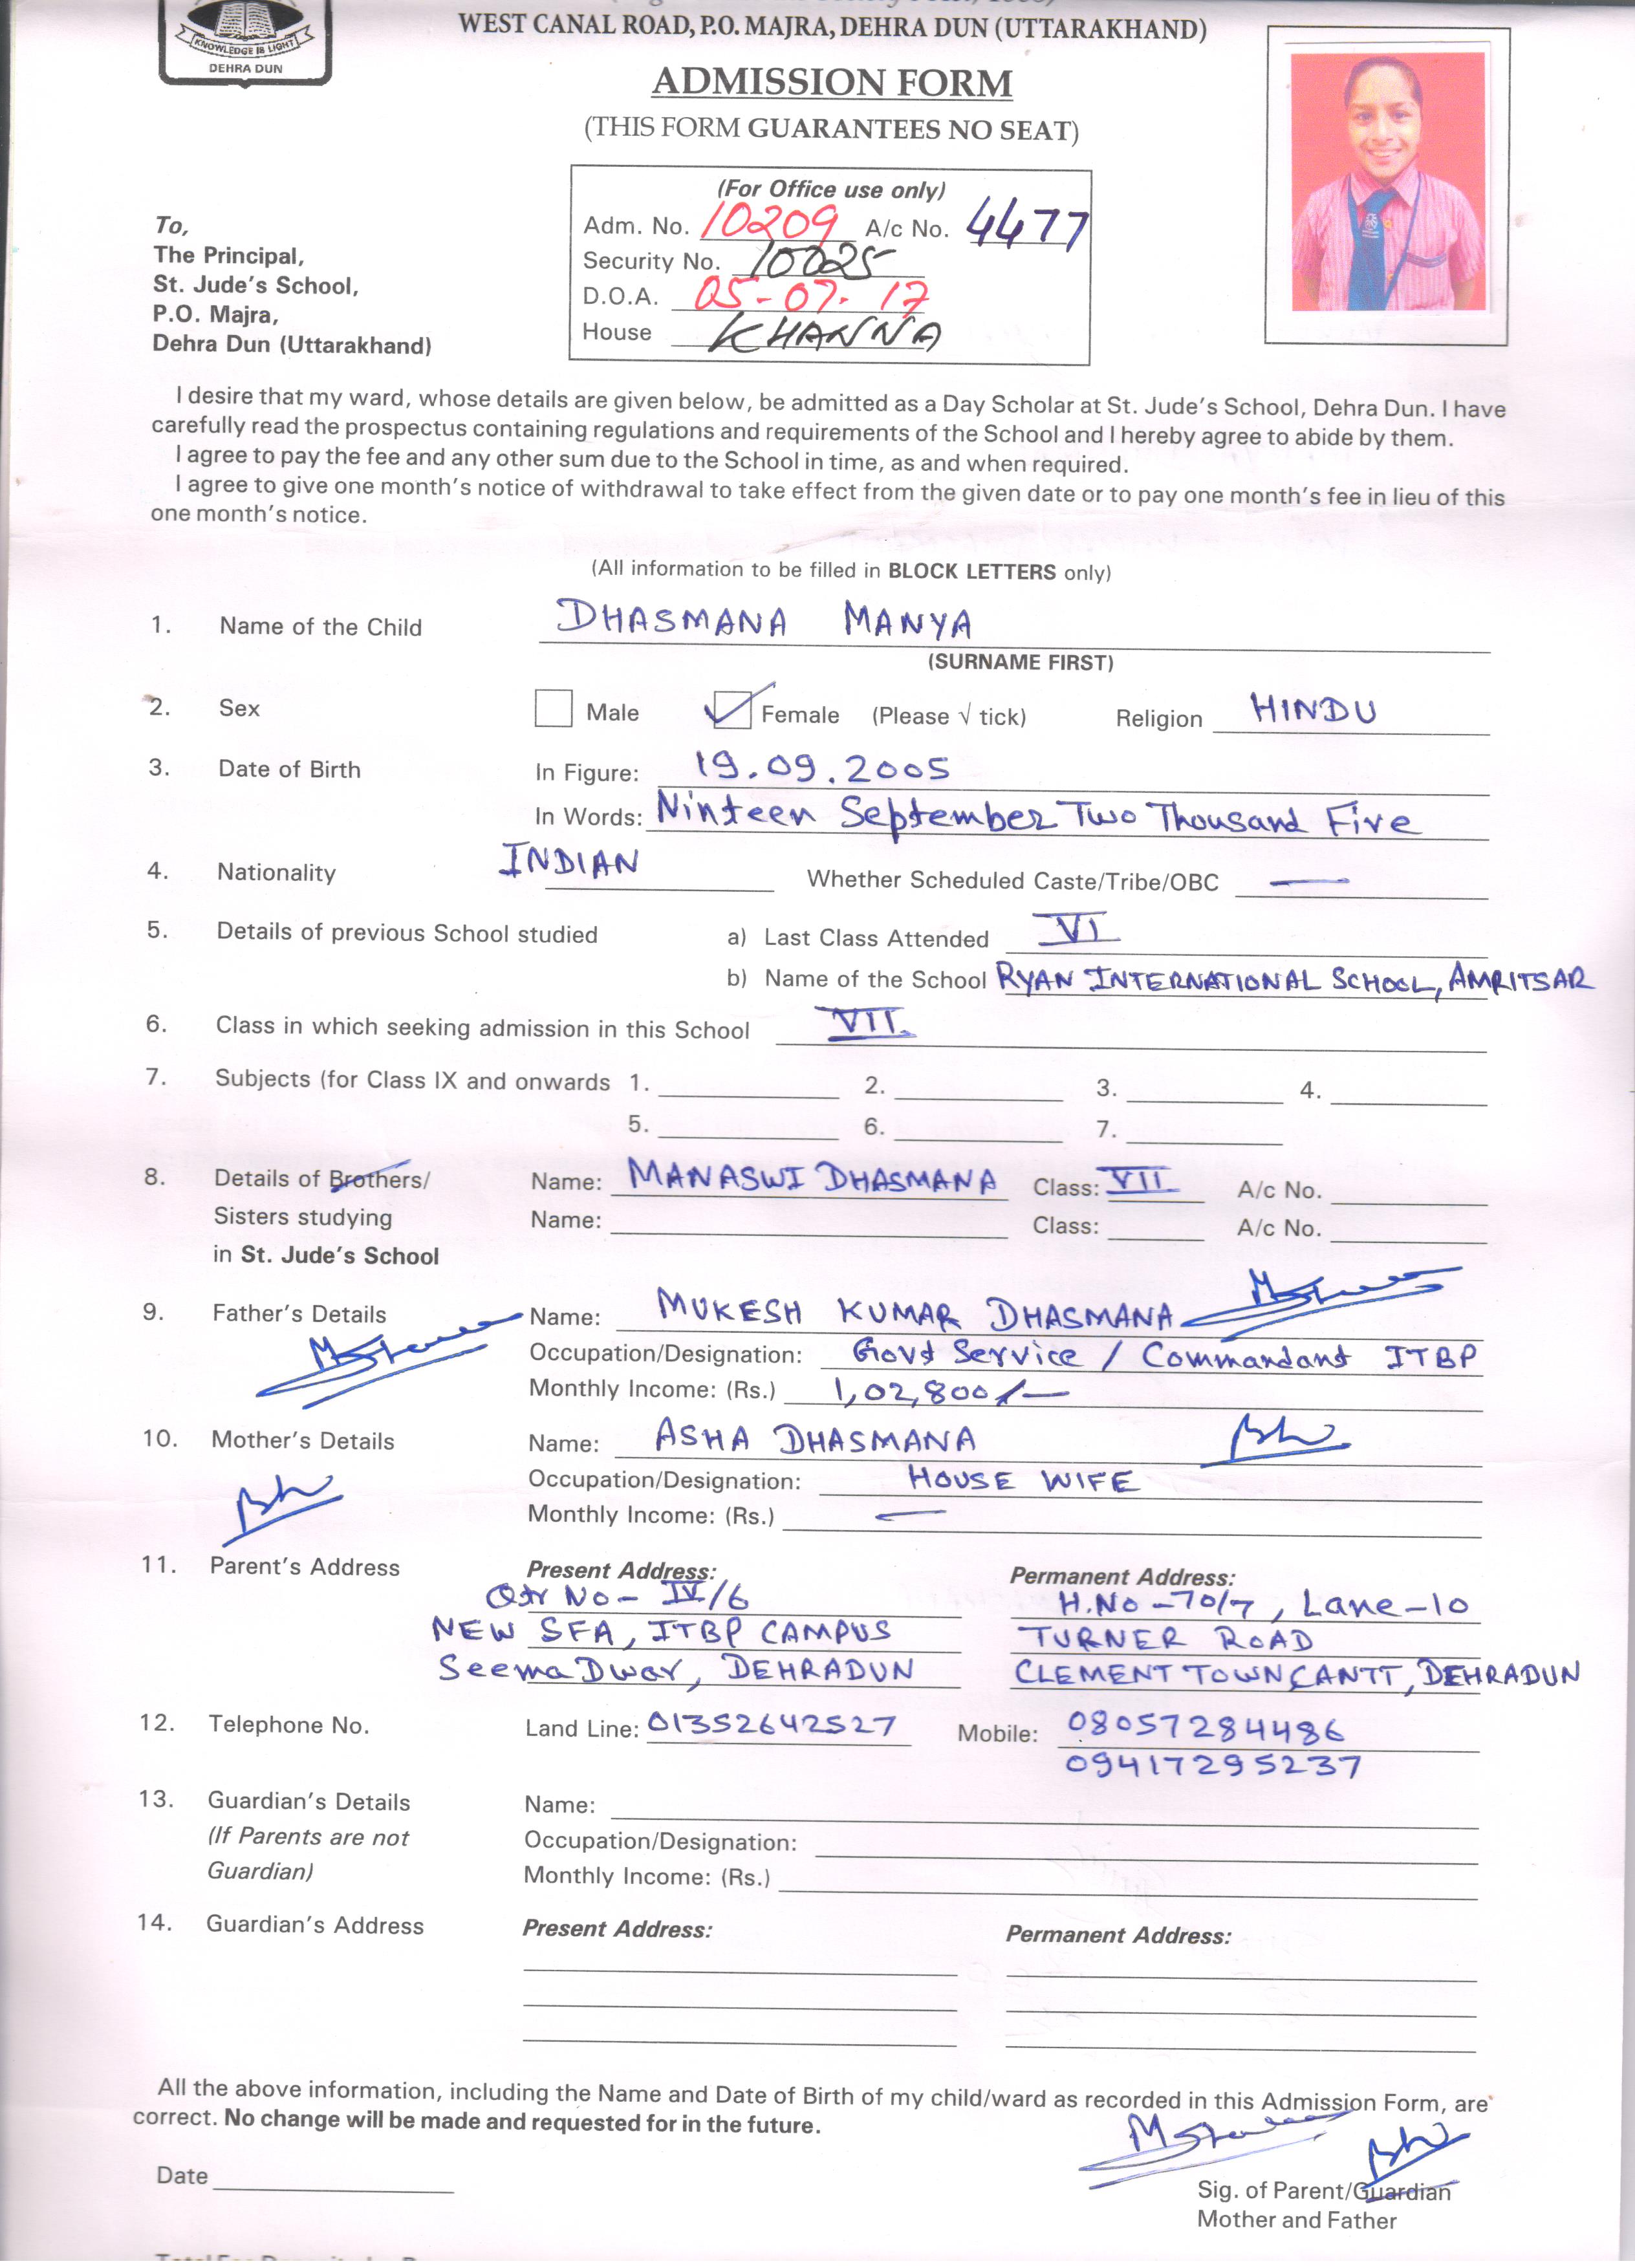 KNOWLEDGE IS LIGHT
DEHRA DUN
WEST CANAL ROAD, P.O. MAJRA, DEHRA DUN (UTTARAKHAND)
ADMISSION FORM
(THIS FORM GUARANTEES NO SEAT)
(For Office use only)
Adm. No. 10209 A/c No. 4477
Security No. 10025
D.O.A. 05-07-17
House KHANNA
To,
The Principal,
St. Jude's School,
P.O. Majra,
Dehra Dun (Uttarakhand)
I desire that my ward, whose details are given below, be admitted as a Day Scholar at St. Jude's School, Dehra Dun. I have
carefully read the prospectus containing regulations and requirements of the School and I hereby agree to abide by them.
I agree to pay the fee and any other sum due to the School in time, as and when required.
I agree to give one month's notice of withdrawal to take effect from the given date or to pay one month's fee in lieu of this
one month's notice.
(All information to be filled in BLOCK LETTERS only)
1. Name of the Child DHASMANA MANYA
(SURNAME FIRST)
2. Sex Male Female (Please √ tick) Religion HINDU
3. Date of Birth In Figure: 19.09.2005
In Words: Ninteen September Two Thousand Five
4. Nationality INDIAN Whether Scheduled Caste/Tribe/OBC —
5. Details of previous School studied a) Last Class Attended VI
b) Name of the School RYAN INTERNATIONAL SCHOOL, AMRITSAR
6. Class in which seeking admission in this School VII
7. Subjects (for Class IX and onwards 1. 2. 3. 4.
5. 6. 7.
8. Details of Brothers/ Name: MANASWI DHASMANA Class: VII A/c No.
Sisters studying Name: Class: A/c No.
in St. Jude's School
9. Father's Details Name: MUKESH KUMAR DHASMANA
Occupation/Designation: Govt Service / Commandant ITBP
Monthly Income: (Rs.) 1,02,800/-
10. Mother's Details Name: ASHA DHASMANA
Occupation/Designation: HOUSE WIFE
Monthly Income: (Rs.) —
11. Parent's Address Present Address: Permanent Address:
Qtr No - IV/6 H.No - 70/7, Lane-10
NEW SFA, ITBP CAMPUS TURNER ROAD
Seema Dwar, DEHRADUN CLEMENT TOWN CANTT, DEHRADUN
12. Telephone No. Land Line: 01352642527 Mobile: 08057284486
09417295237
13. Guardian's Details Name:
(If Parents are not Occupation/Designation:
Guardian) Monthly Income: (Rs.)
14. Guardian's Address Present Address: Permanent Address:
All the above information, including the Name and Date of Birth of my child/ward as recorded in this Admission Form, are
correct. No change will be made and requested for in the future.
Date
Sig. of Parent/Guardian
Mother and Father